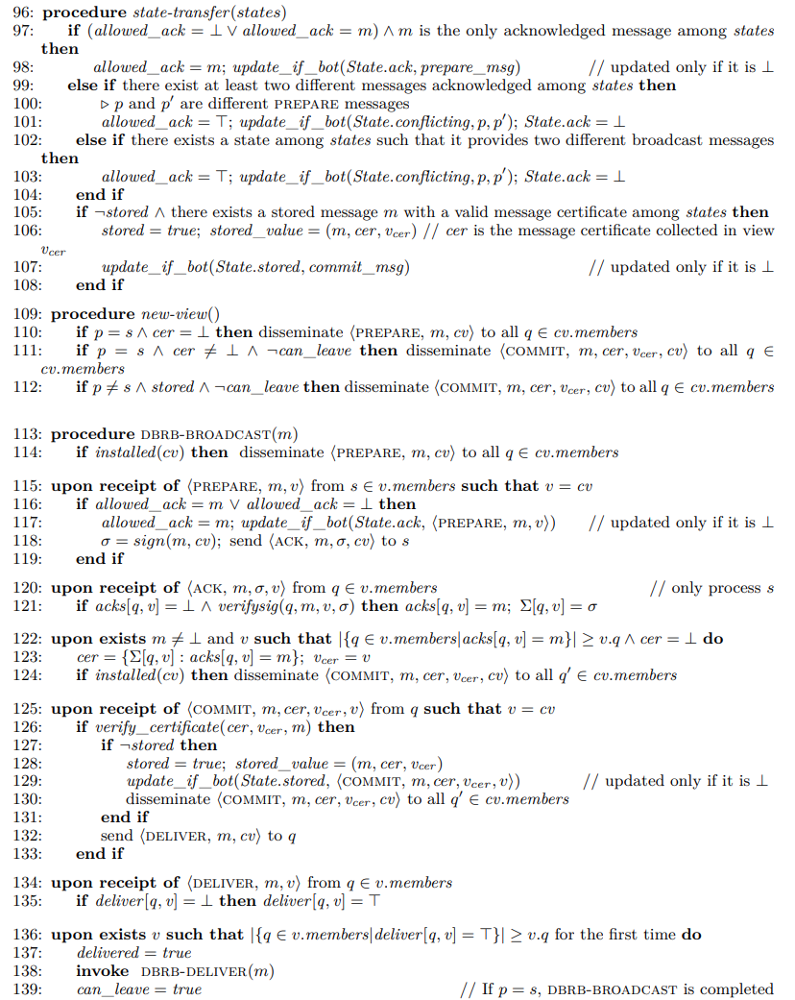 96: procedure state-transfer(states)
97: if (allowed_ack = ⊥ ∨ allowed_ack = m) ∧ m is the only acknowledged message among states
then
98: allowed_ack = m; update_if_bot(State.ack, prepare_msg) // updated only if it is ⊥
99: else if there exist at least two different messages acknowledged among states then
100: ▷ p and p′ are different PREPARE messages
101: allowed_ack = ⊤; update_if_bot(State.conflicting, p, p′); State.ack = ⊥
102: else if there exists a state among states such that it provides two different broadcast messages
then
103: allowed_ack = ⊤; update_if_bot(State.conflicting, p, p′); State.ack = ⊥
104: end if
105: if ¬stored ∧ there exists a stored message m with a valid message certificate among states then
106: stored = true; stored_value = (m, cer, v_cer) // cer is the message certificate collected in view
v_cer
107: update_if_bot(State.stored, commit_msg) // updated only if it is ⊥
108: end if
109: procedure new-view()
110: if p = s ∧ cer = ⊥ then disseminate ⟨PREPARE, m, cv⟩ to all q ∈ cv.members
111: if p = s ∧ cer ≠ ⊥ ∧ ¬can_leave then disseminate ⟨COMMIT, m, cer, v_cer, cv⟩ to all q ∈
cv.members
112: if p ≠ s ∧ stored ∧ ¬can_leave then disseminate ⟨COMMIT, m, cer, v_cer, cv⟩ to all q ∈ cv.members
113: procedure DBRB-BROADCAST(m)
114: if installed(cv) then disseminate ⟨PREPARE, m, cv⟩ to all q ∈ cv.members
115: upon receipt of ⟨PREPARE, m, v⟩ from s ∈ v.members such that v = cv
116: if allowed_ack = m ∨ allowed_ack = ⊥ then
117: allowed_ack = m; update_if_bot(State.ack, ⟨PREPARE, m, v⟩) // updated only if it is ⊥
118: σ = sign(m, cv); send ⟨ACK, m, σ, cv⟩ to s
119: end if
120: upon receipt of ⟨ACK, m, σ, v⟩ from q ∈ v.members // only process s
121: if acks[q, v] = ⊥ ∧ verifysig(q, m, v, σ) then acks[q, v] = m; Σ[q, v] = σ
122: upon exists m ≠ ⊥ and v such that |{q ∈ v.members|acks[q, v] = m}| ≥ v.q ∧ cer = ⊥ do
123: cer = {Σ[q, v] : acks[q, v] = m}; v_cer = v
124: if installed(cv) then disseminate ⟨COMMIT, m, cer, v_cer, cv⟩ to all q′ ∈ cv.members
125: upon receipt of ⟨COMMIT, m, cer, v_cer, v⟩ from q such that v = cv
126: if verify_certificate(cer, v_cer, m) then
127: if ¬stored then
128: stored = true; stored_value = (m, cer, v_cer)
129: update_if_bot(State.stored, ⟨COMMIT, m, cer, v_cer, v⟩) // updated only if it is ⊥
130: disseminate ⟨COMMIT, m, cer, v_cer, cv⟩ to all q′ ∈ cv.members
131: end if
132: send ⟨DELIVER, m, cv⟩ to q
133: end if
134: upon receipt of ⟨DELIVER, m, v⟩ from q ∈ v.members
135: if deliver[q, v] = ⊥ then deliver[q, v] = ⊤
136: upon exists v such that |{q ∈ v.members|deliver[q, v] = ⊤}| ≥ v.q for the first time do
137: delivered = true
138: invoke DBRB-DELIVER(m)
139: can_leave = true // If p = s, DBRB-BROADCAST is completed